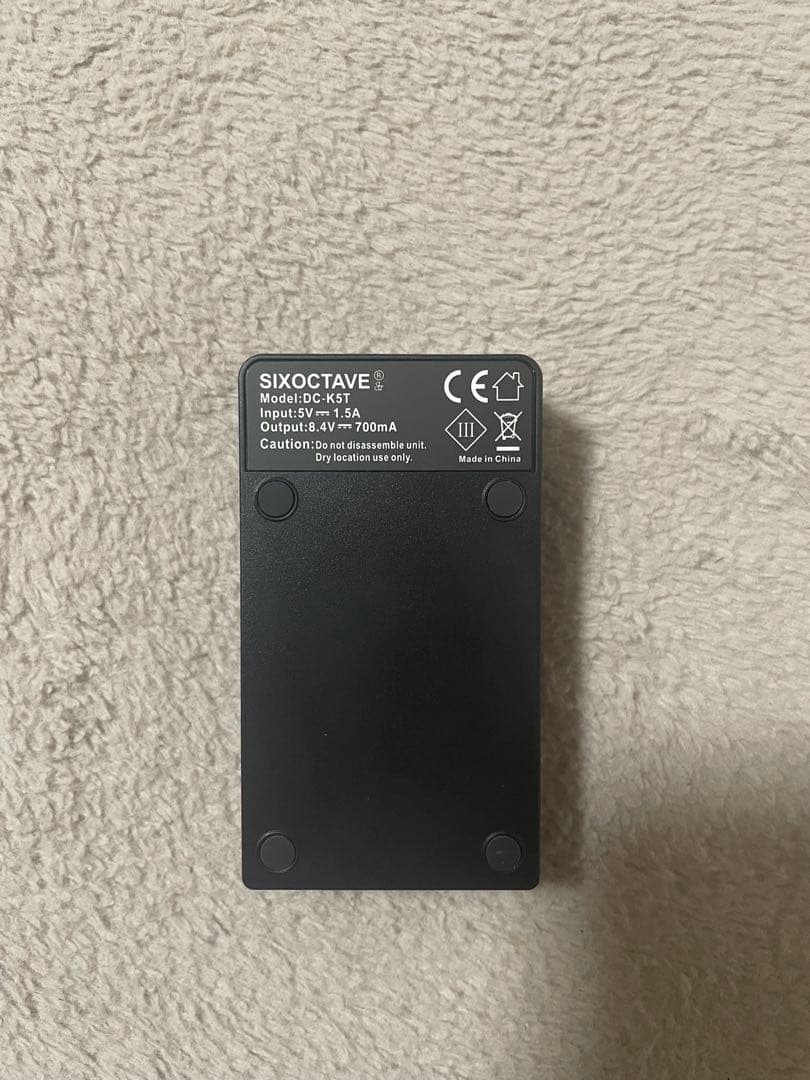 SIXOCTAVE ®
Model:DC-K5T
Input:5V⎓1.5A
Output:8.4V⎓700mA
Caution:Do not disassemble unit.
Dry location use only.
CE
III
Made in China